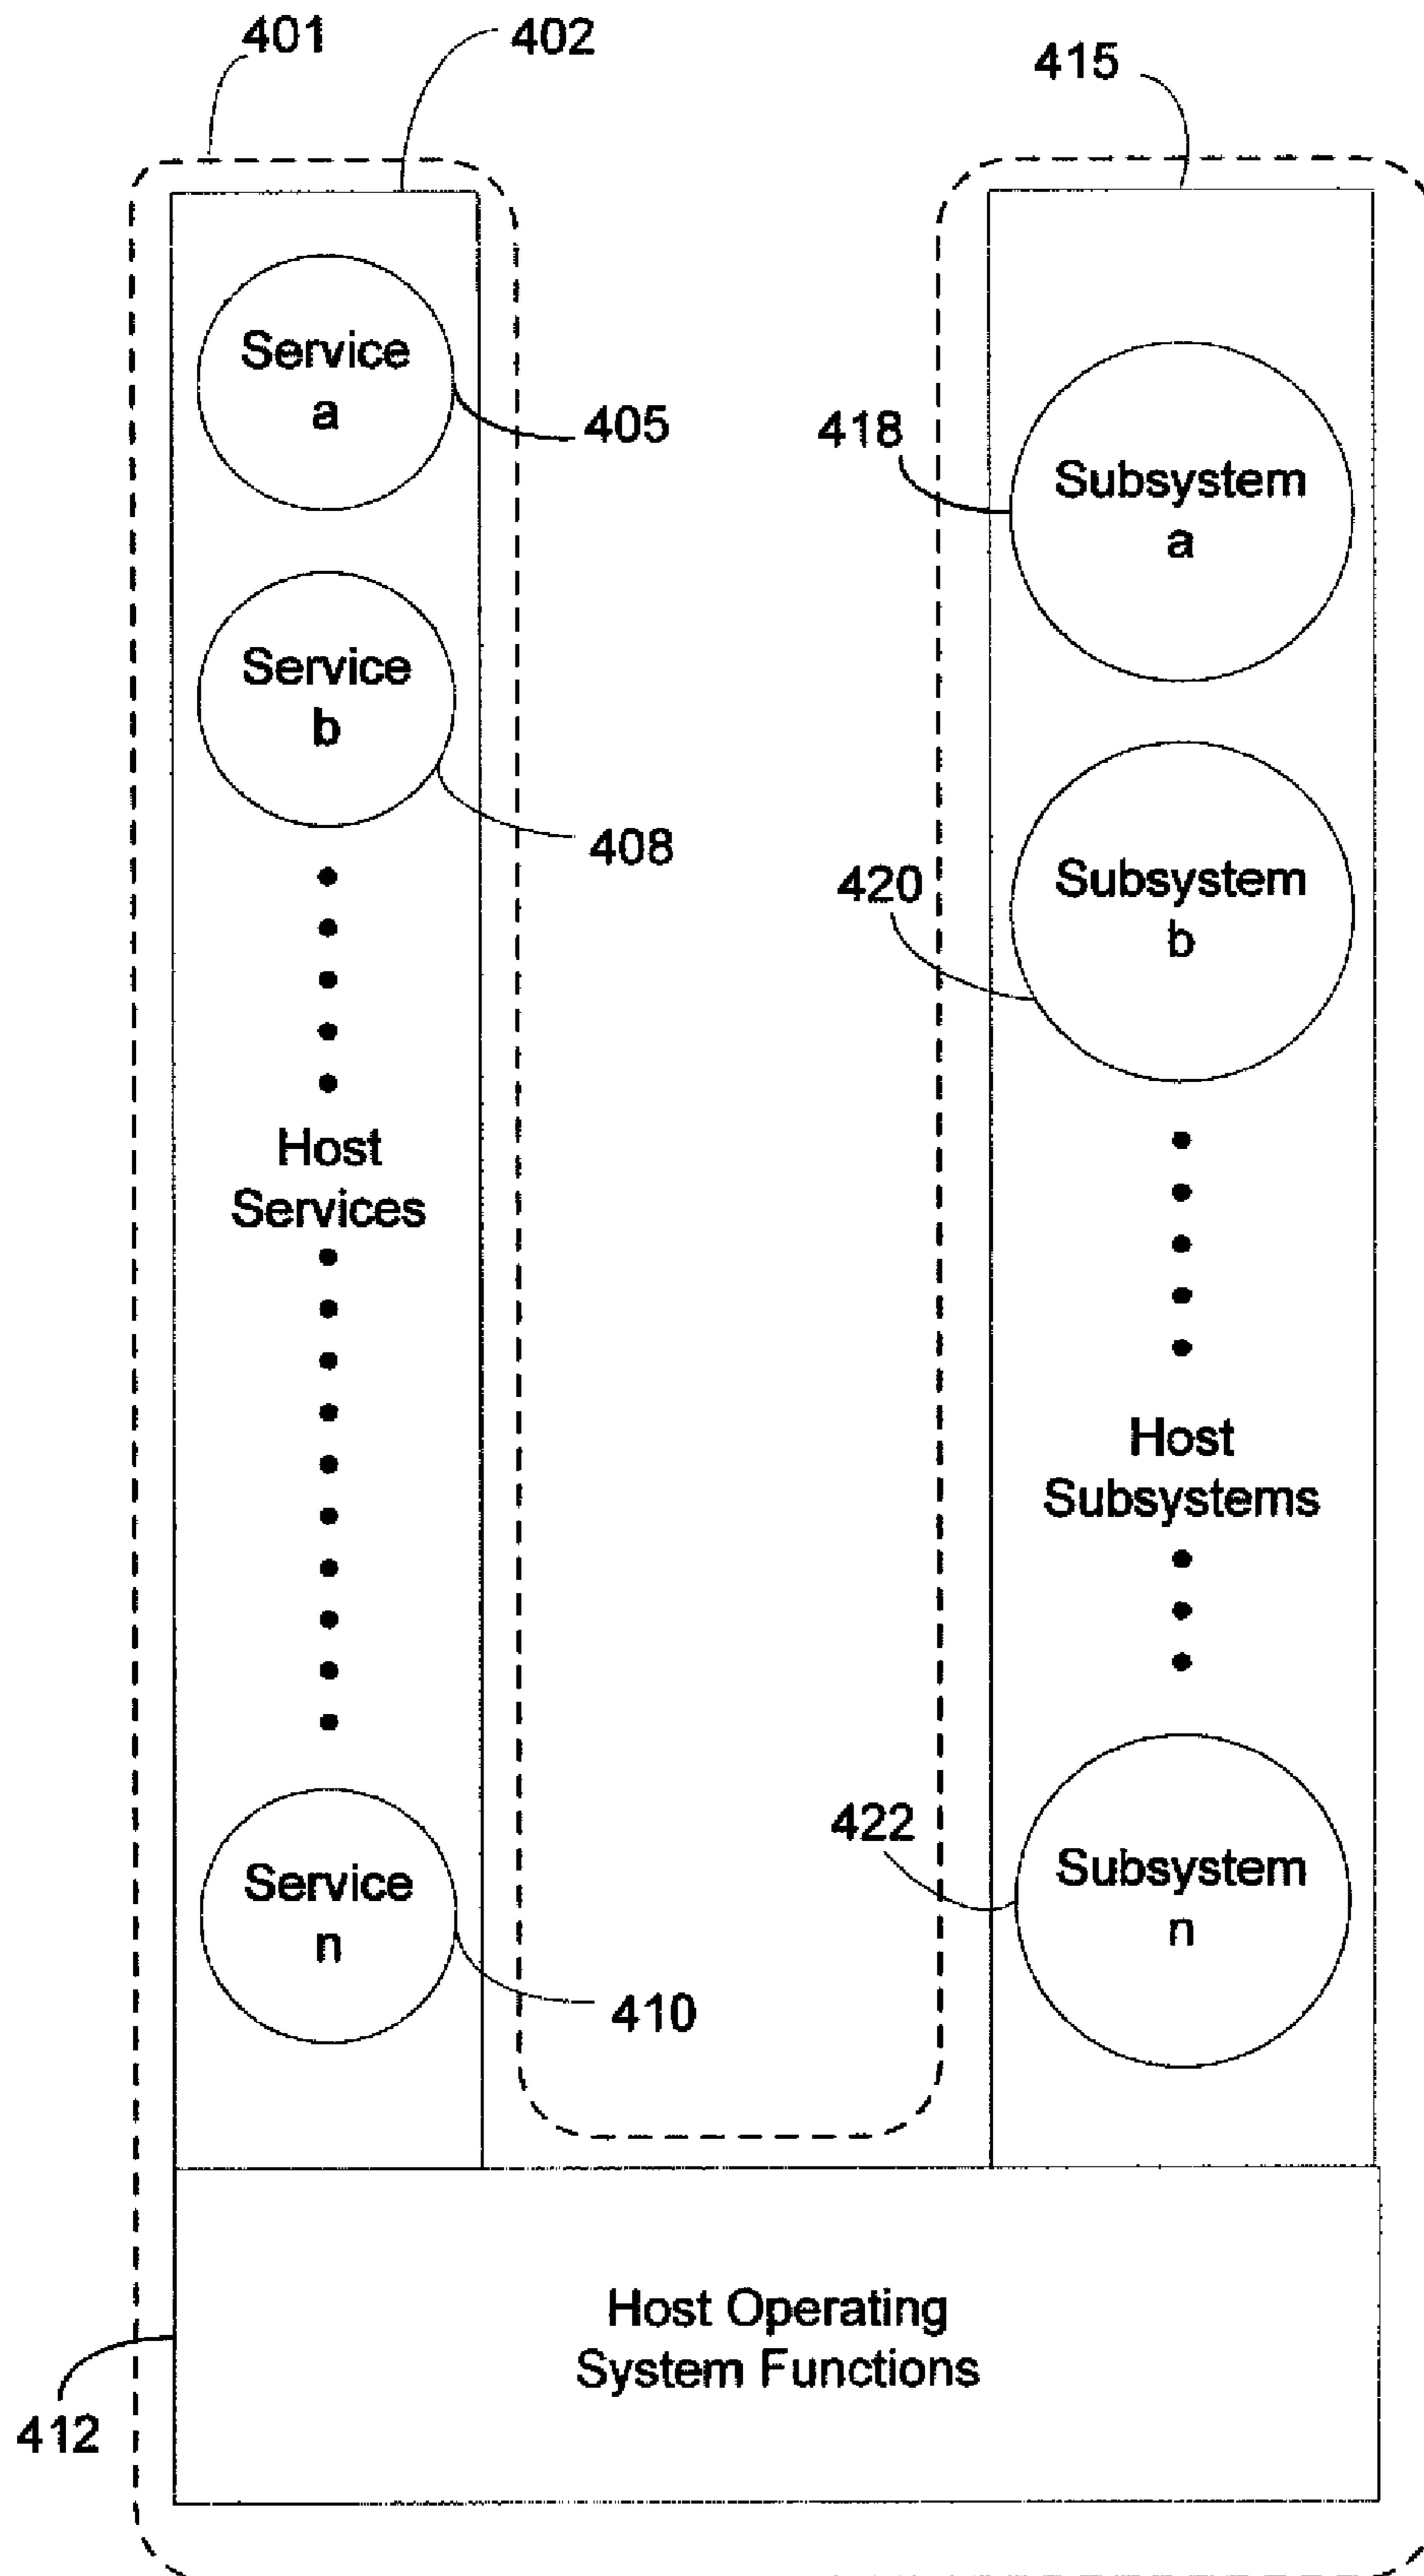 401
402
415
Service
a
405
418
Subsystem
a
Service
b
408
420
Subsystem
b
Host
Services
Host
Subsystems
Service
n
410
422
Subsystem
n
Host Operating
System Functions
412